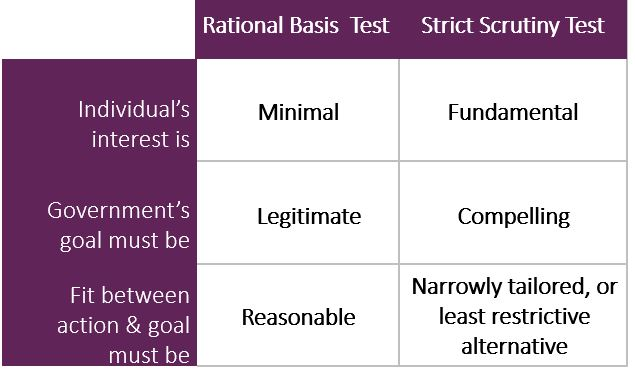 Rational Basis  Test
Strict Scrutiny Test
Individual's
interest is
Minimal
Fundamental
Government's
goal must be
Legitimate
Compelling
Fit between
action & goal
must be
Reasonable
Narrowly tailored, or
least restrictive
alternative